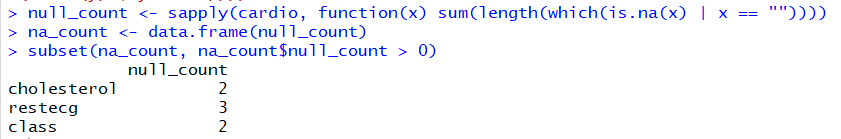 > null_count <- sapply(cardio, function(x) sum(length(which(is.na(x) | x == ""))))
> na_count <- data.frame(null_count)
> subset(na_count, na_count$null_count > 0)
            null_count
cholesterol          2
restecg              3
class                2